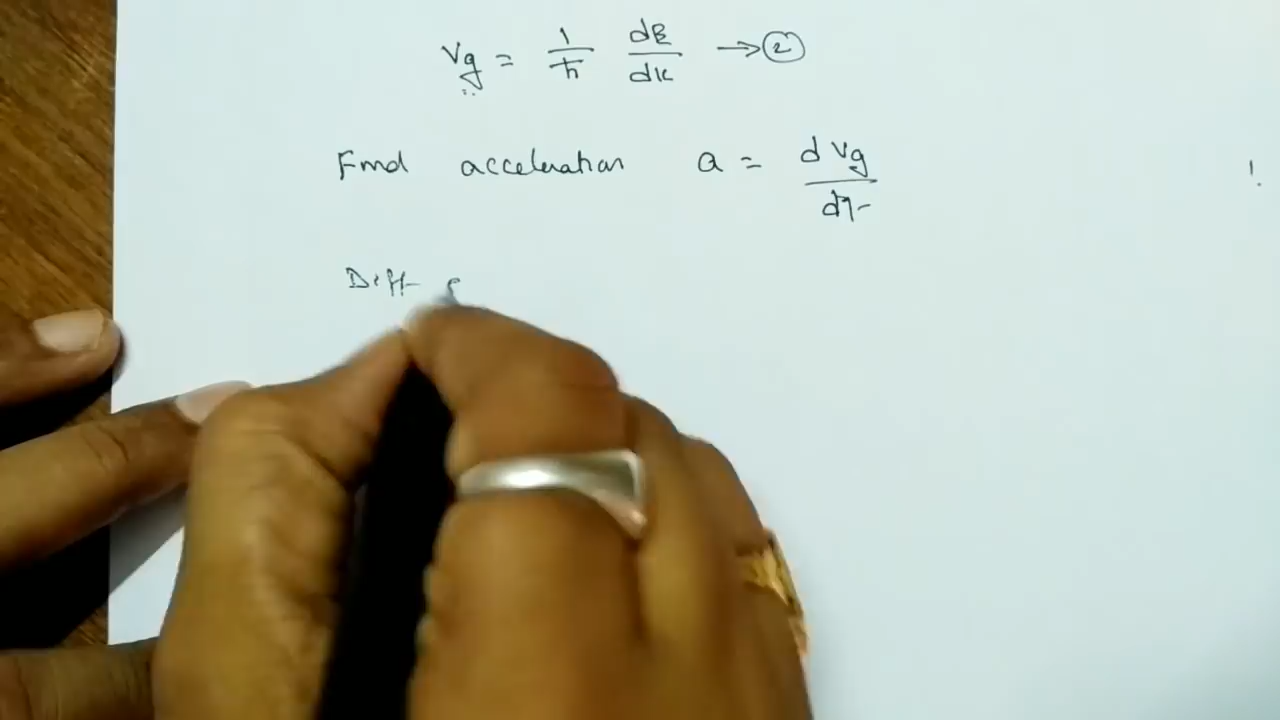 Vg = 1/ħ dE/dk → ②
Find acceleration a = dVg/dt
Diff